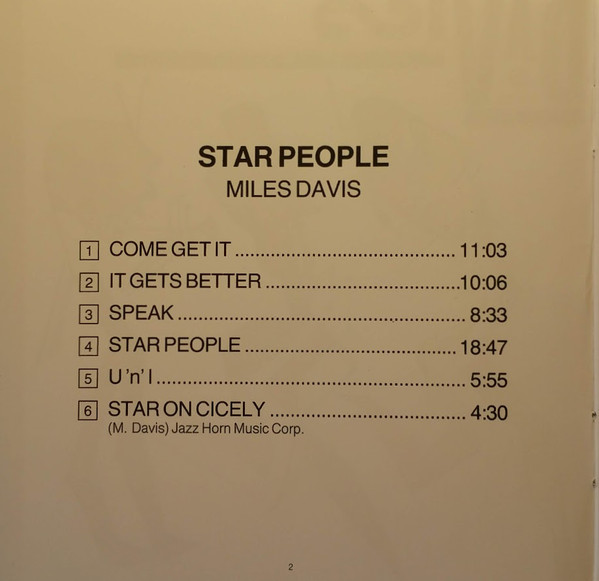 STAR PEOPLE
MILES DAVIS
1 COME GET IT ........................................ 11:03
2 IT GETS BETTER ................................... 10:06
3 SPEAK .................................................... 8:33
4 STAR PEOPLE ...................................... 18:47
5 U 'n' I ....................................................... 5:55
6 STAR ON CICELY ................................... 4:30
(M. Davis) Jazz Horn Music Corp.
2